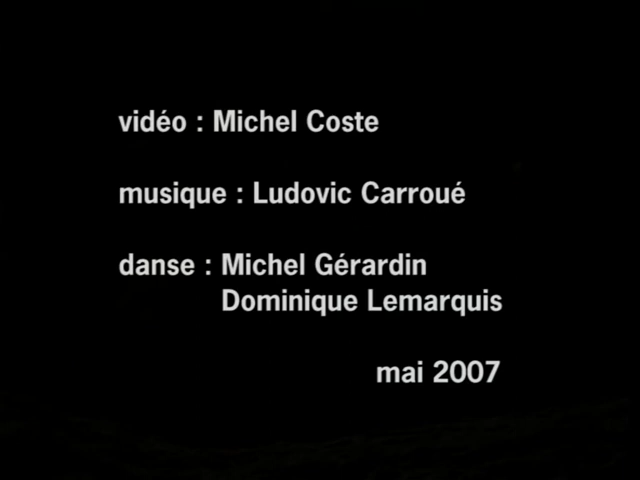 vidéo : Michel Coste
musique : Ludovic Carroué
danse : Michel Gérardin
Dominique Lemarquis
mai 2007